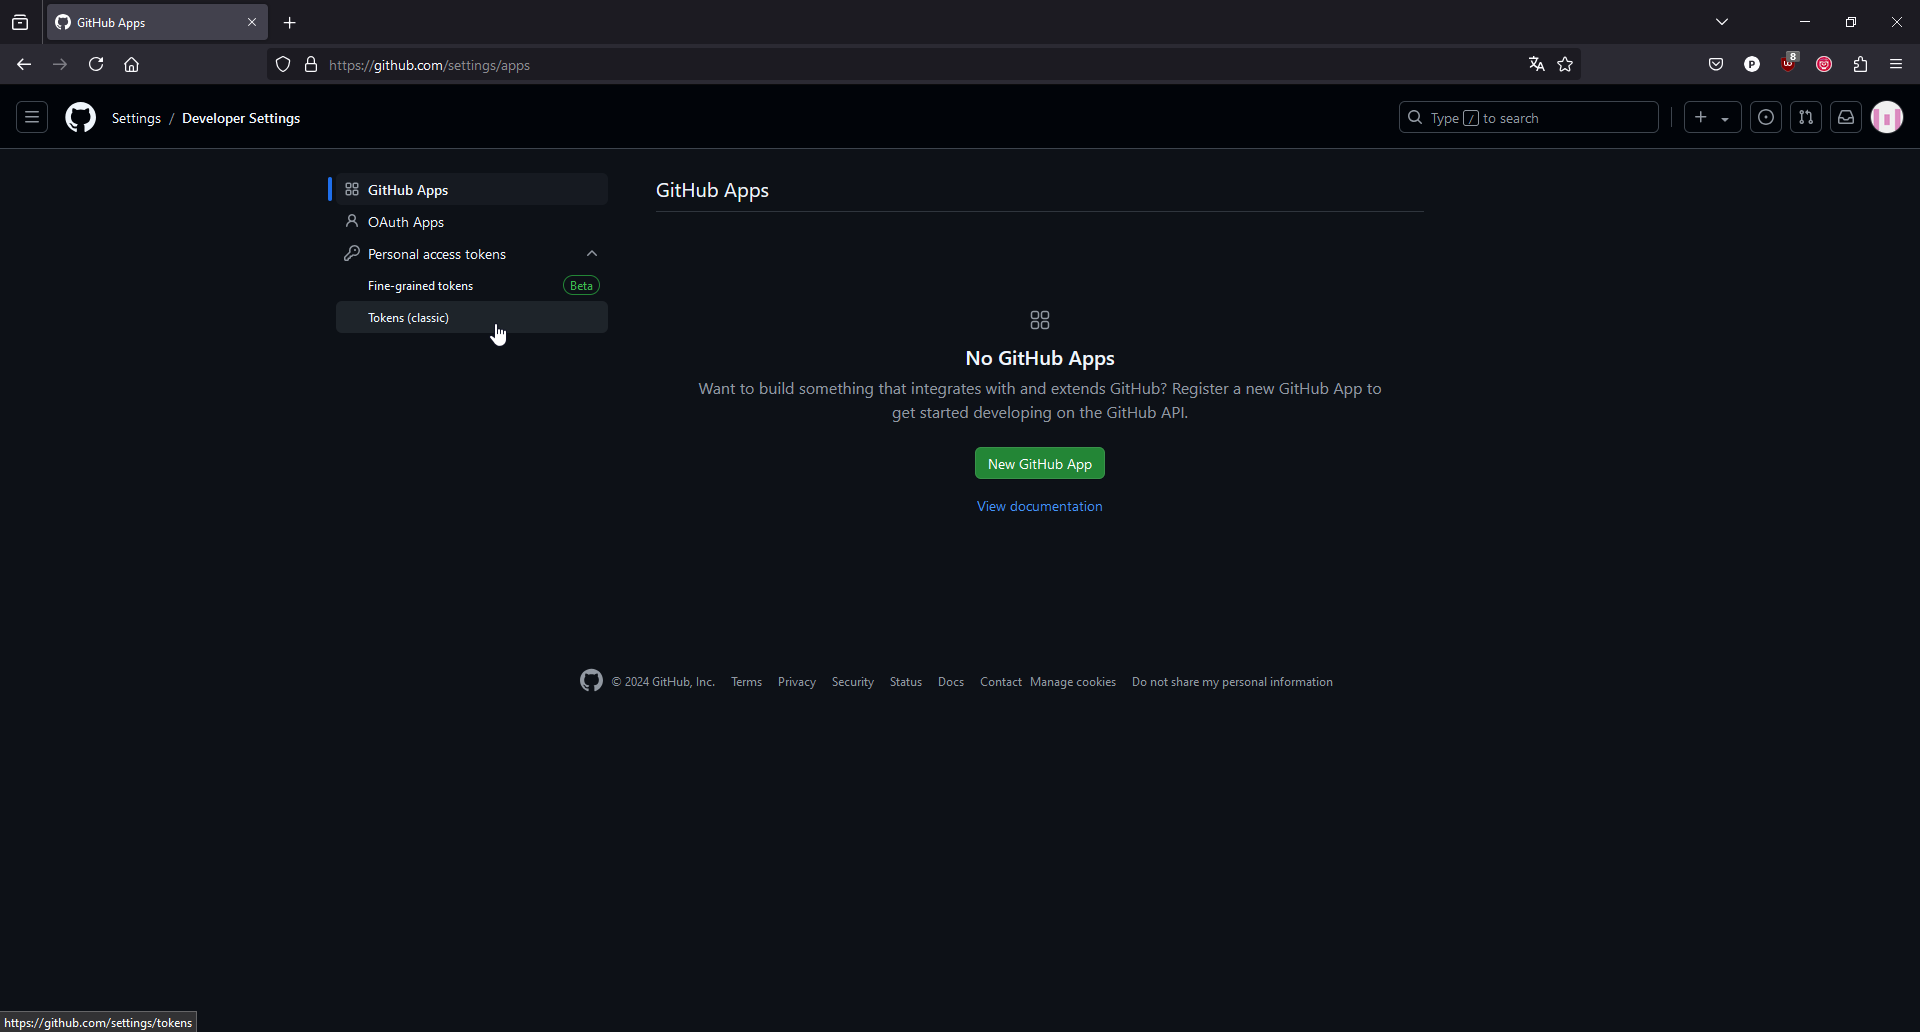 GitHub Apps
https://github.com/settings/apps
8
P
Settings / Developer Settings
Type / to search
GitHub Apps
OAuth Apps
Personal access tokens
Fine-grained tokens Beta
Tokens (classic)
GitHub Apps
No GitHub Apps
Want to build something that integrates with and extends GitHub? Register a new GitHub App to
get started developing on the GitHub API.
New GitHub App
View documentation
© 2024 GitHub, Inc. Terms Privacy Security Status Docs Contact Manage cookies Do not share my personal information
https://github.com/settings/tokens